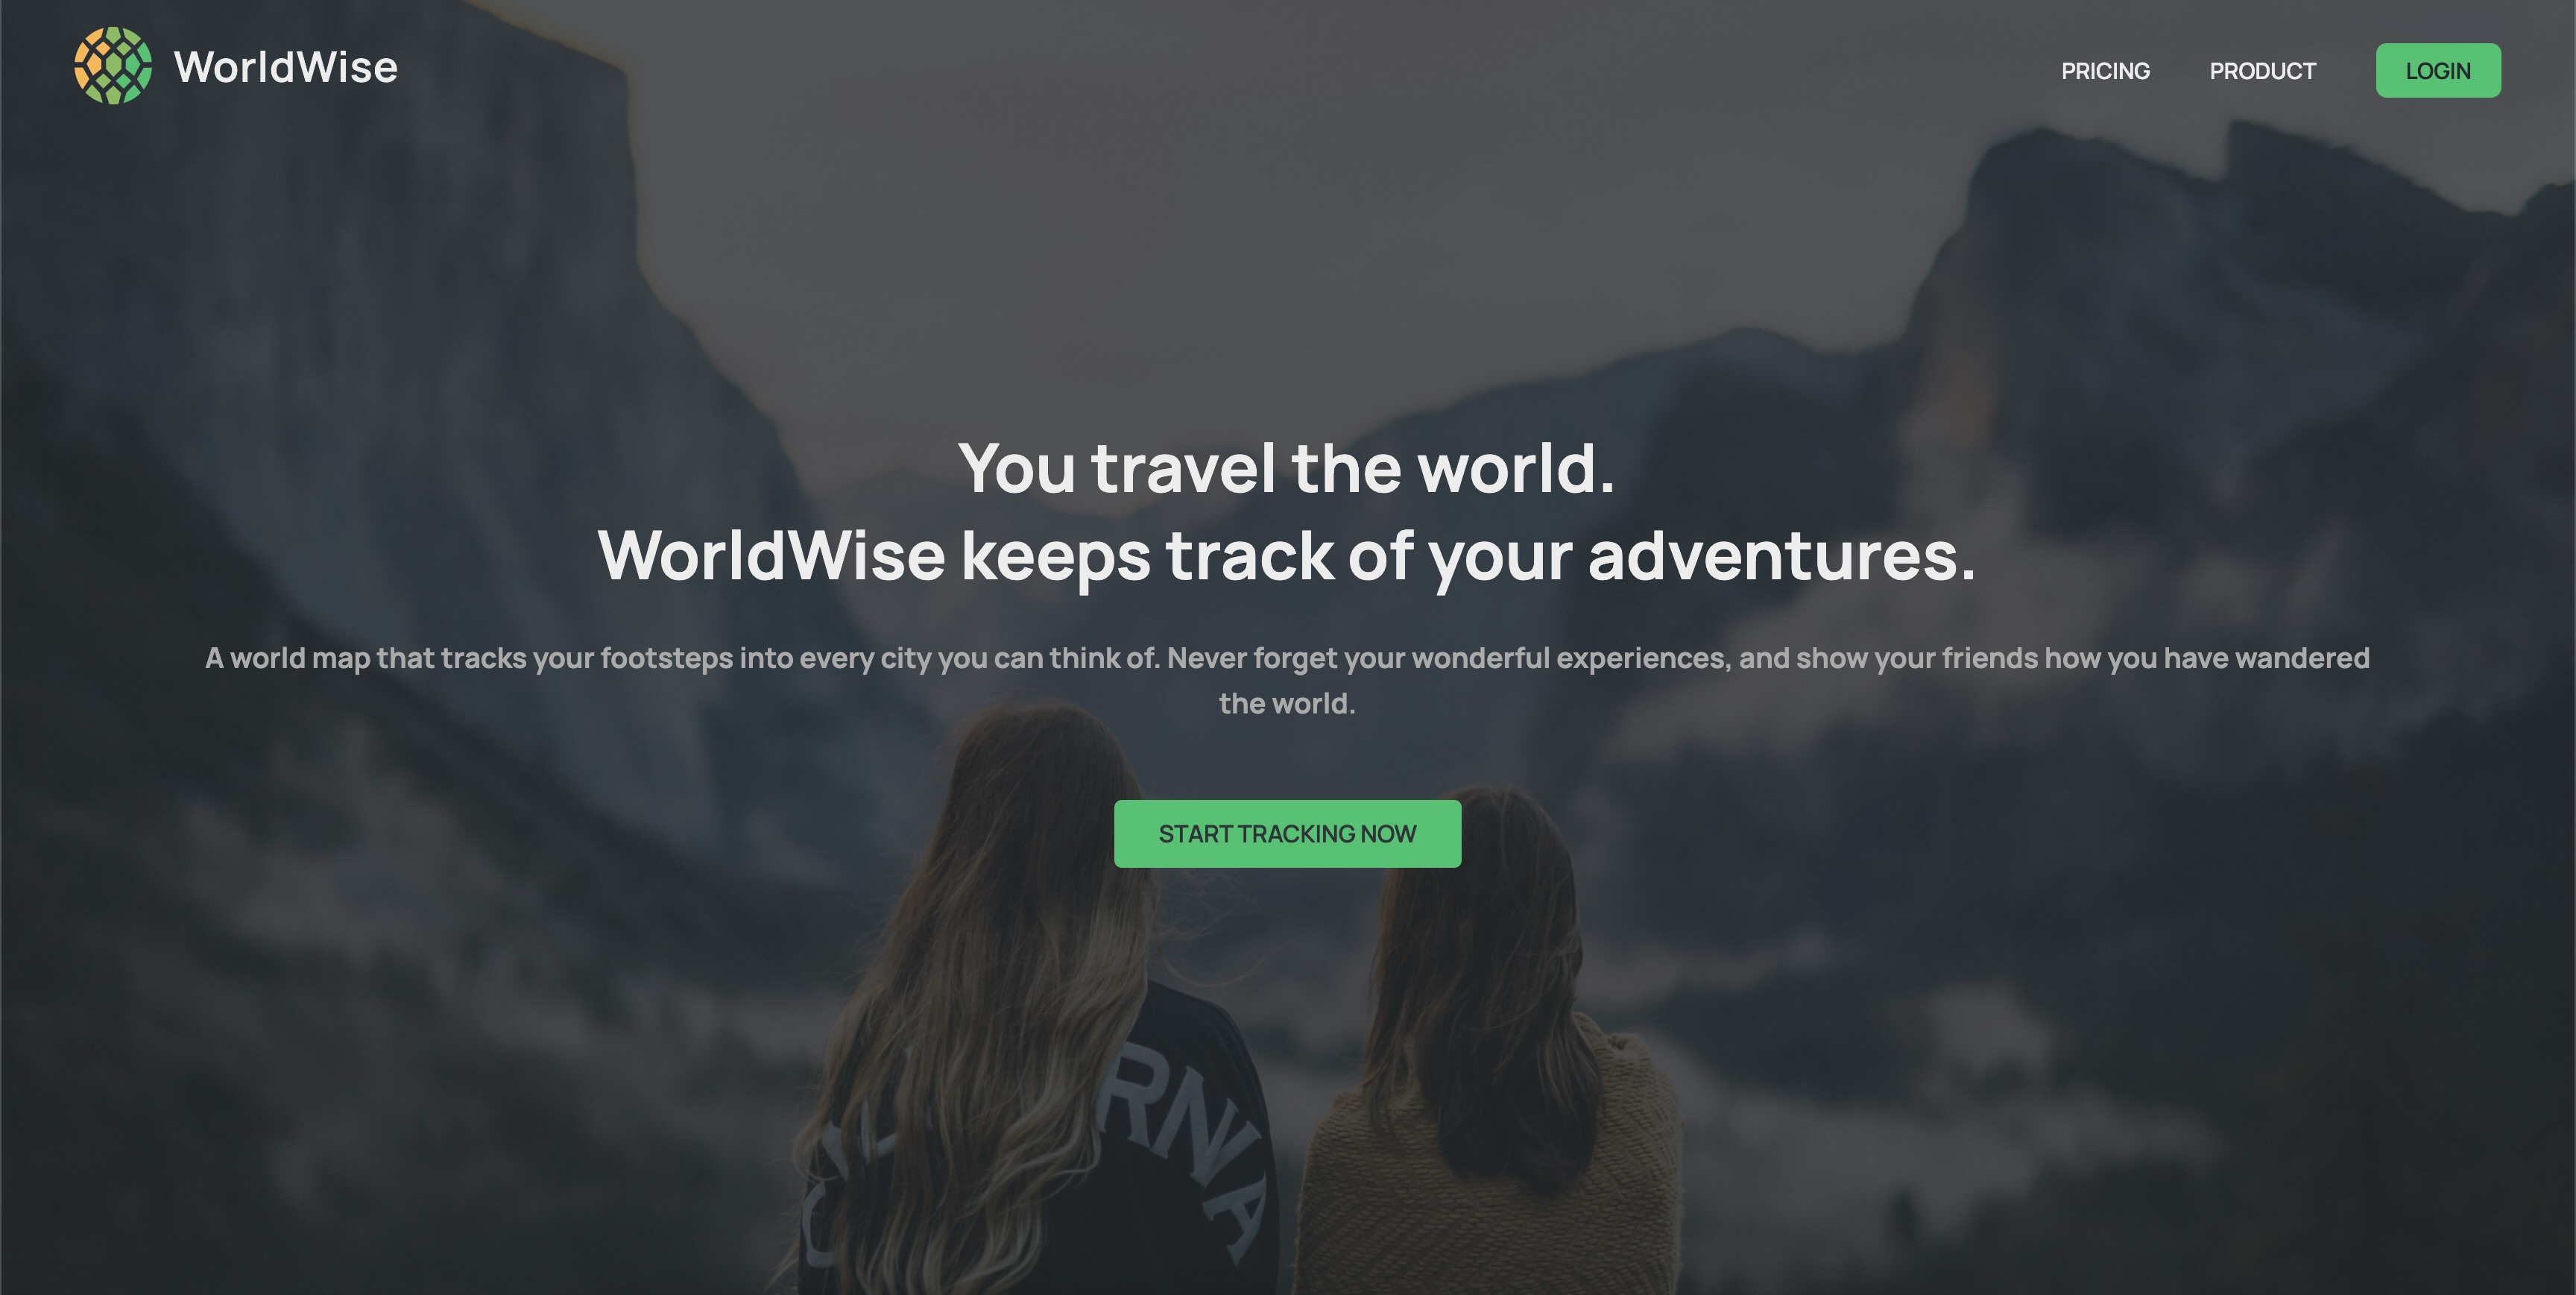 WorldWise
PRICING
PRODUCT
LOGIN
You travel the world.
WorldWise keeps track of your adventures.
A world map that tracks your footsteps into every city you can think of. Never forget your wonderful experiences, and show your friends how you have wandered
the world.
START TRACKING NOW